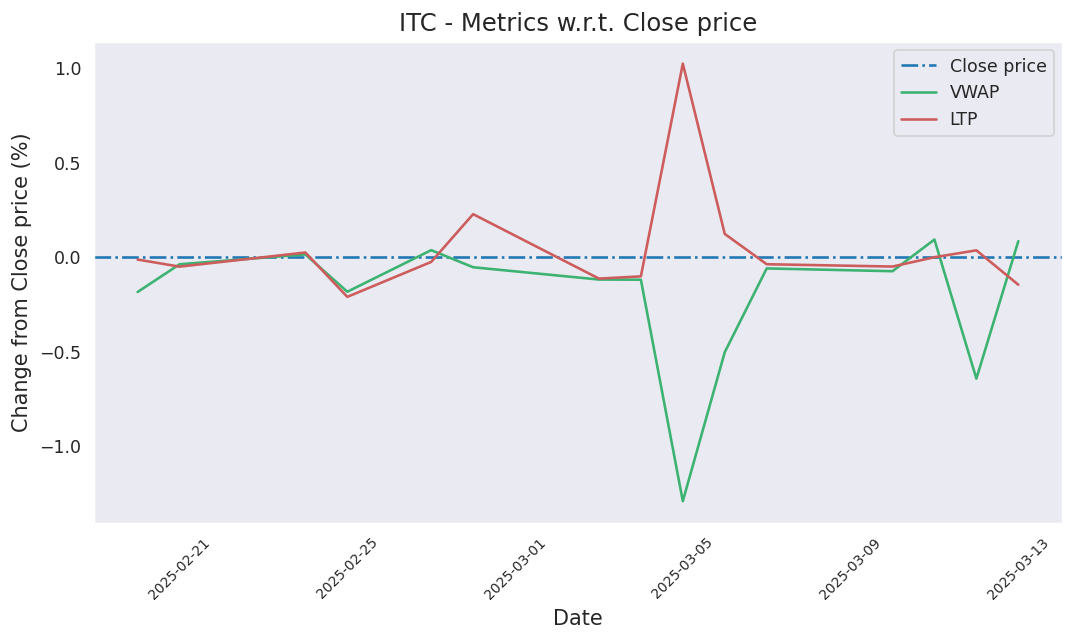 ITC - Metrics w.r.t. Close price
Close price
VWAP
LTP
Change from Close price (%)
1.0
0.5
0.0
−0.5
−1.0
2025-02-21
2025-02-25
2025-03-01
2025-03-05
2025-03-09
2025-03-13
Date